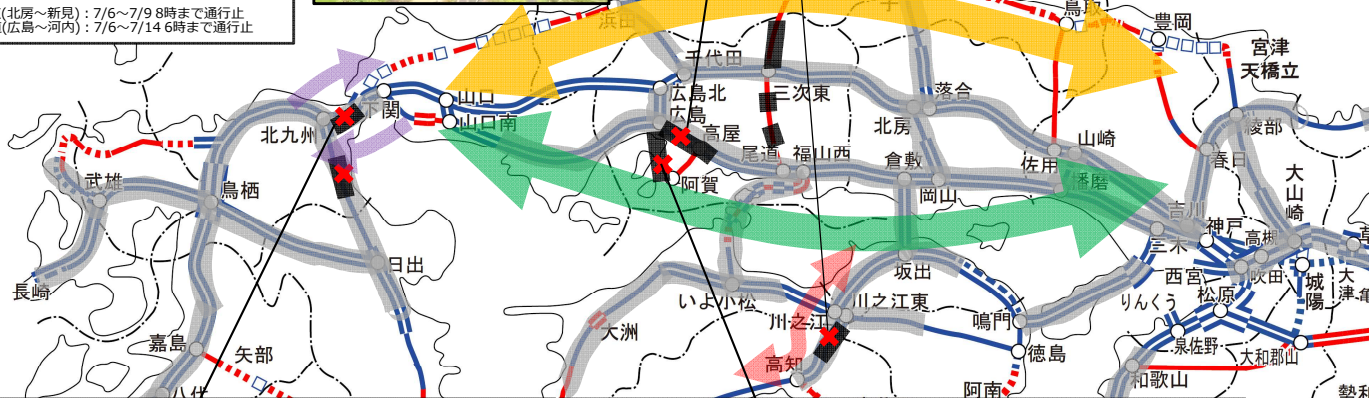 (北房～新見)：7/6～7/9 8時まで通行止
(広島～河内)：7/6～7/14 6時まで通行止
浜田
鳥取
豊岡
宮津
天橋立
千代田
下関
山口
山口南
北九州
広島北
広島
高屋
三次東
落合
北房
尾道
福山西
倉敷
岡山
佐用
山崎
播磨
綾部
春日
大山崎
武雄
鳥栖
阿賀
吉川
三木
神戸
高槻
西宮
吹田
城陽
大津
草
亀
長崎
日出
いよ小松
坂出
川之江
川之江東
鳴門
りんくう
松原
泉佐野
大和郡山
嘉島
矢部
大洲
高知
徳島
阿南
和歌山
八代
勢和